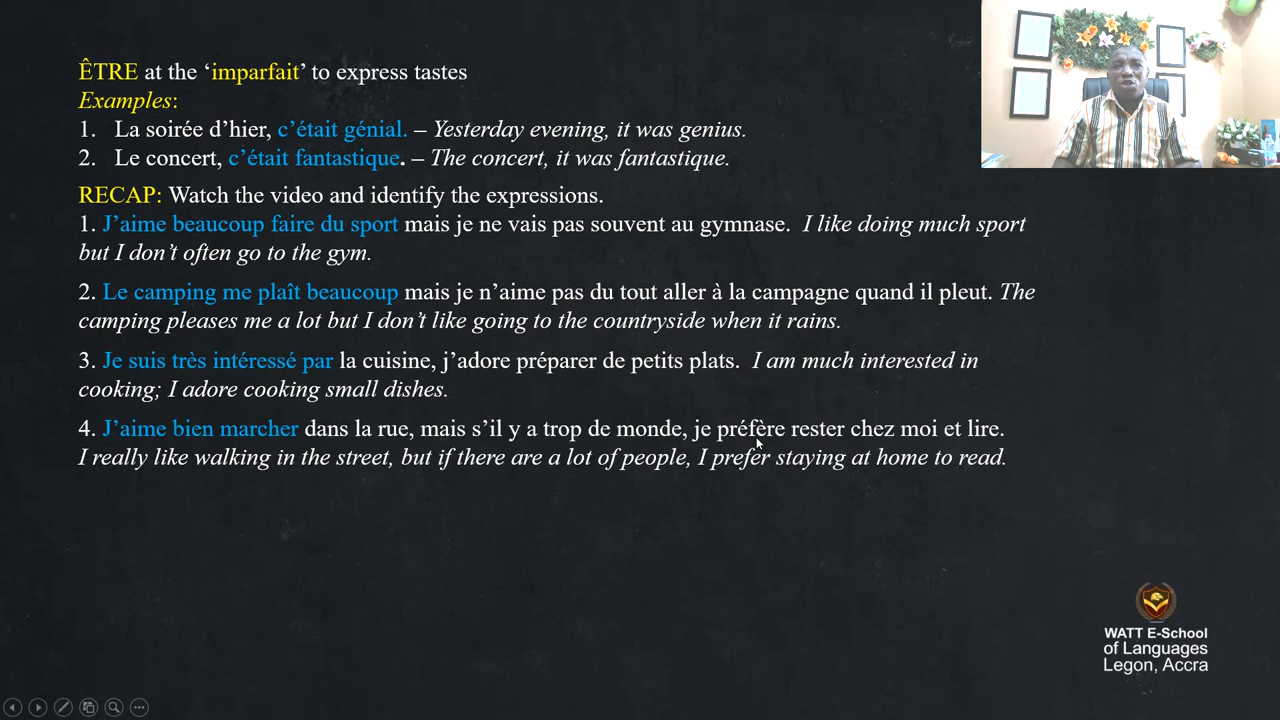 ÊTRE at the ‘imparfait’ to express tastes
Examples:
1. La soirée d’hier, c’était génial. – Yesterday evening, it was genius.
2. Le concert, c’était fantastique. – The concert, it was fantastique.
RECAP: Watch the video and identify the expressions.
1. J’aime beaucoup faire du sport mais je ne vais pas souvent au gymnase. I like doing much sport
but I don’t often go to the gym.
2. Le camping me plaît beaucoup mais je n’aime pas du tout aller à la campagne quand il pleut. The
camping pleases me a lot but I don’t like going to the countryside when it rains.
3. Je suis très intéressé par la cuisine, j’adore préparer de petits plats. I am much interested in
cooking; I adore cooking small dishes.
4. J’aime bien marcher dans la rue, mais s’il y a trop de monde, je préfère rester chez moi et lire.
I really like walking in the street, but if there are a lot of people, I prefer staying at home to read.
WATT E-School
of Languages
Legon, Accra